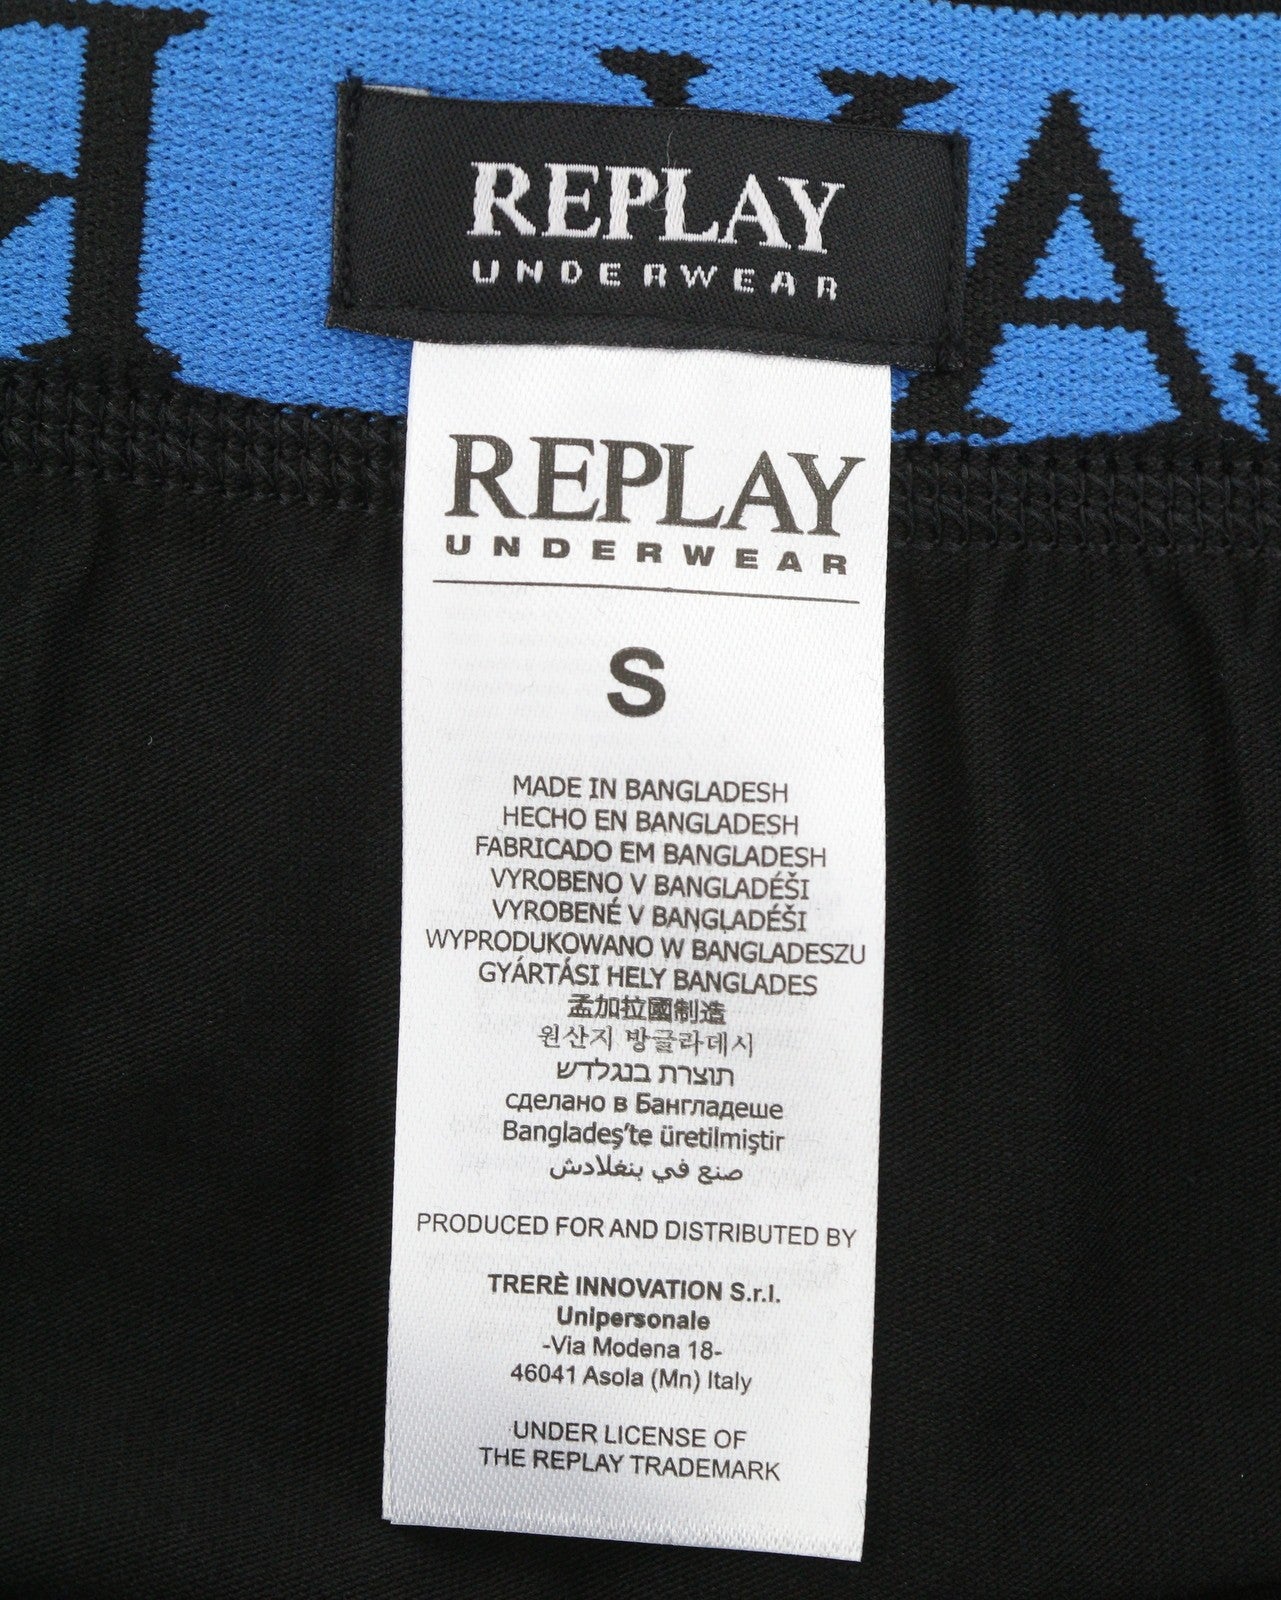 REPLAY
UNDERWEAR
REPLAY
UNDERWEAR
S
MADE IN BANGLADESH
HECHO EN BANGLADESH
FABRICADO EM BANGLADESH
VYROBENO V BANGLADÉŠI
VYROBENÉ V BANGLADÉŠI
WYPRODUKOWANO W BANGLADESZU
GYÁRTÁSI HELY BANGLADES
孟加拉國制造
원산지 방글라데시
תוצרת בנגלדש
сделано в Бангладеше
Bangladeş'te üretilmiştir
صنع في بنغلادش
PRODUCED FOR AND DISTRIBUTED BY
TRERÈ INNOVATION S.r.l.
Unipersonale
-Via Modena 18-
46041 Asola (Mn) Italy
UNDER LICENSE OF
THE REPLAY TRADEMARK